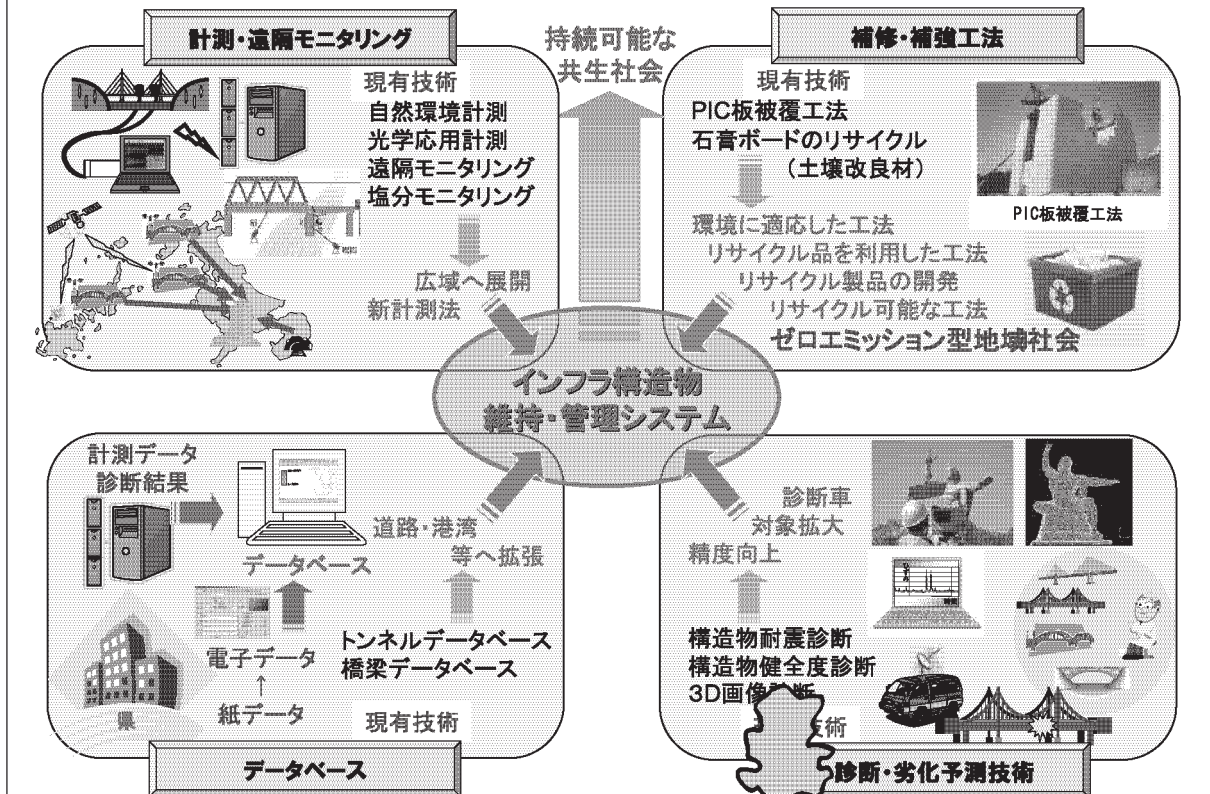 計測・遠隔モニタリング
現有技術
自然環境計測
光学応用計測
遠隔モニタリング
塩分モニタリング
広域へ展開
新計測法
持続可能な
共生社会
補修・補強工法
現有技術
PIC板被覆工法
石膏ボードのリサイクル
(土壌改良材)
PIC板被覆工法
環境に適応した工法
リサイクル品を利用した工法
リサイクル製品の開発
リサイクル可能な工法
ゼロエミッション型地域社会
インフラ構造物
維持・管理システム
計測データ
診断結果
データベース
道路・港湾
等へ拡張
トンネルデータベース
橋梁データベース
電子データ
↑
紙データ
県
現有技術
データベース
診断車
対象拡大
精度向上
ひずみ
構造物耐震診断
構造物健全度診断
3D画像診断
技術
診断・劣化予測技術